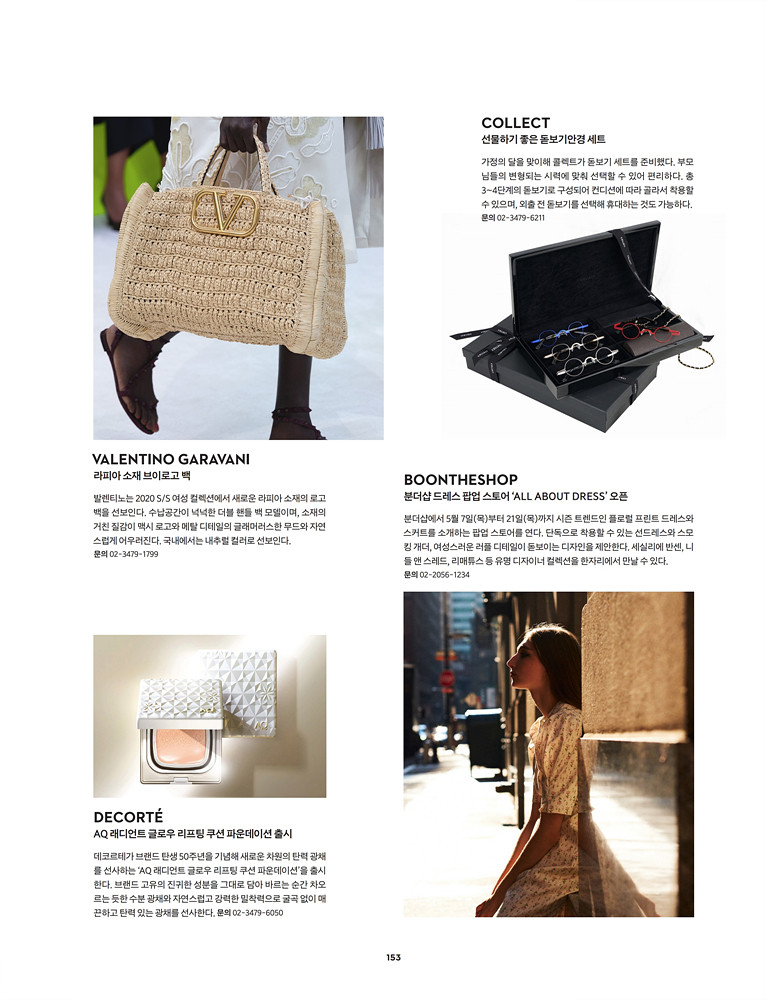 COLLECT
선물하기 좋은 돋보기안경 세트
가정의 달을 맞이해 콜렉트가 돋보기 세트를 준비했다. 부모
님들의 변형되는 시력에 맞춰 선택할 수 있어 편리하다. 총
3~4단계의 돋보기로 구성되어 컨디션에 따라 골라서 착용할
수 있으며, 외출 전 돋보기를 선택해 휴대하는 것도 가능하다.
문의 02-3479-6211
VALENTINO GARAVANI
라피아 소재 브이로고 백
발렌티노는 2020 S/S 여성 컬렉션에서 새로운 라피아 소재의 로고
백을 선보인다. 수납공간이 넉넉한 더블 핸들 백 모델이며, 소재의
거친 질감이 맥시 로고와 메탈 디테일의 글래머러스한 무드와 자연
스럽게 어우러진다. 국내에서는 내추럴 컬러로 선보인다.
문의 02-3479-1799
BOONTHESHOP
분더샵 드레스 팝업 스토어 ‘ALL ABOUT DRESS’ 오픈
분더샵에서 5월 7일(목)부터 21일(목)까지 시즌 트렌드인 플로럴 프린트 드레스와
스커트를 소개하는 팝업 스토어를 연다. 단독으로 착용할 수 있는 선드레스와 스모
킹 개더, 여성스러운 러플 디테일이 돋보이는 디자인을 제안한다. 세실리에 반센, 니
들 앤 스레드, 리매튜스 등 유명 디자이너 컬렉션을 한자리에서 만날 수 있다.
문의 02-2056-1234
AQ
DECORTÉ
AQ 래디언트 글로우 리프팅 쿠션 파운데이션 출시
데코르테가 브랜드 탄생 50주년을 기념해 새로운 차원의 탄력 광채
를 선사하는 ‘AQ 래디언트 글로우 리프팅 쿠션 파운데이션’을 출시
한다. 브랜드 고유의 진귀한 성분을 그대로 담아 바르는 순간 차오
르는 듯한 수분 광채와 자연스럽고 강력한 밀착력으로 굴곡 없이 매
끈하고 탄력 있는 광채를 선사한다. 문의 02-3479-6050
153